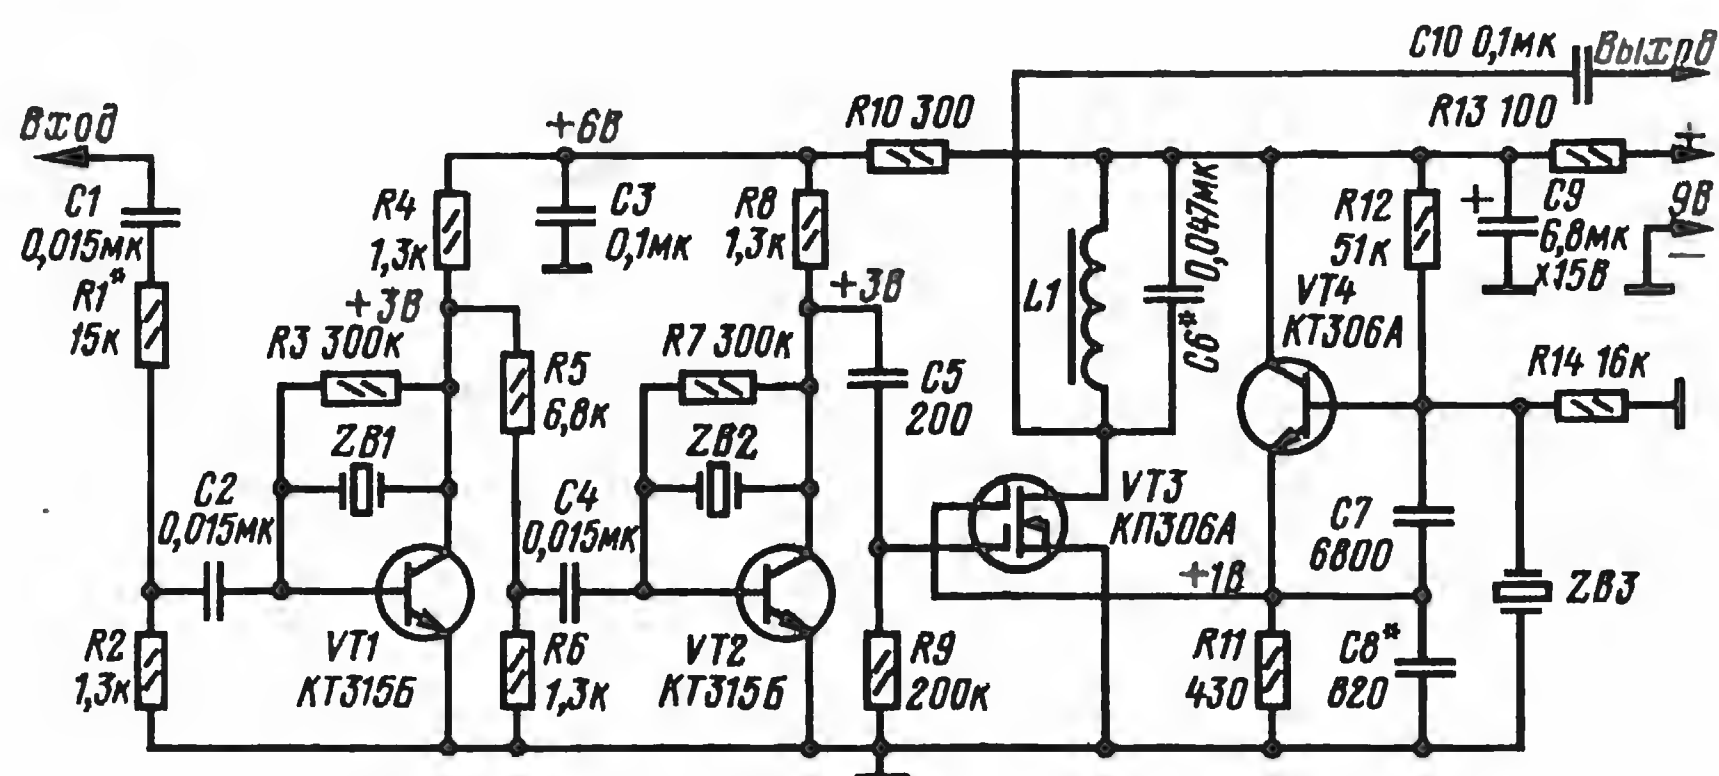 C10 0,1мк
Выход
Вход
+6В
R10 300
R13 100
+
9В
−
C1
0,015мк
R1*
15к
R4
1,3к
C3
0,1мк
R8
1,3к
0,047мк
C6*
L1
R12
51к
+
C9
6,8мк
х15В
+3В
+3В
R3 300к
R7 300к
R5
6,8к
C5
200
VT4
КТ306А
R14 16к
ZB1
ZB2
C2
0,015мк
C4
0,015мк
VT3
КП306А
C7
6800
+1В
ZB3
R2
1,3к
VT1
КТ315Б
R6
1,3к
VT2
КТ315Б
R9
200к
R11
430
C8*
820